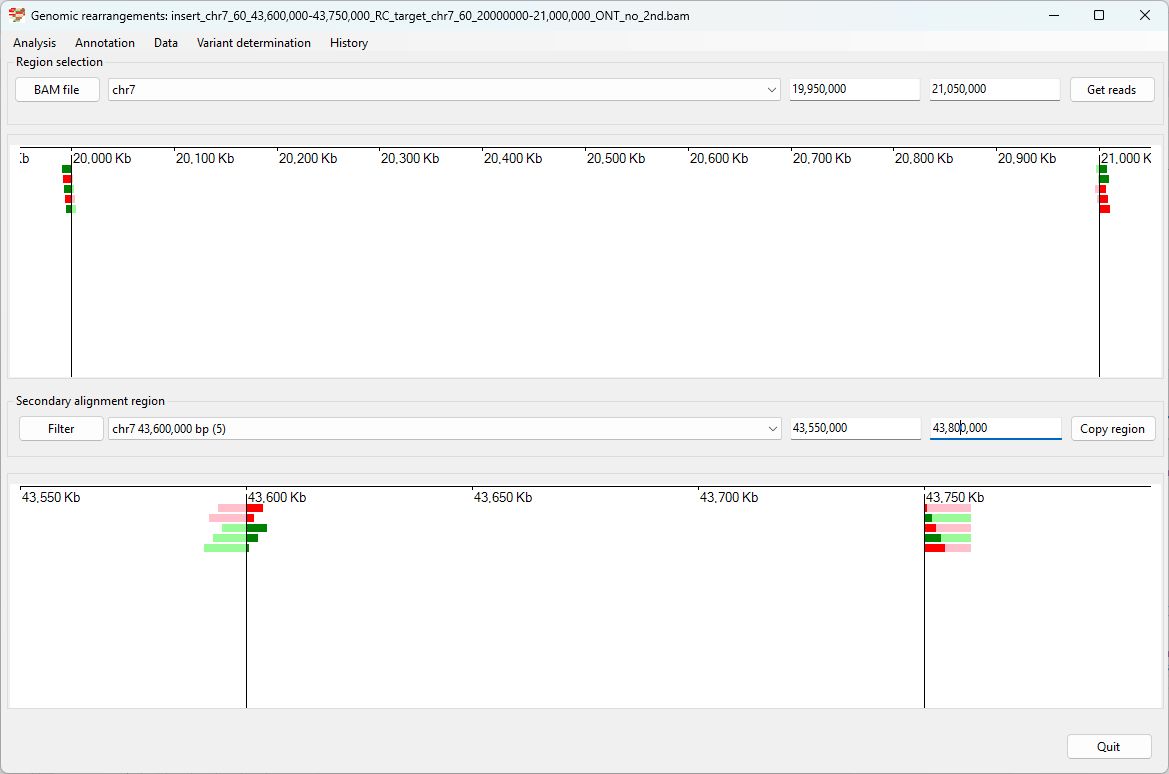 Genomic rearrangements: insert_chr7_60_43,600,000-43,750,000_RC_target_chr7_60_20000000-21,000,000_ONT_no_2nd.bam
Analysis Annotation Data Variant determination History
Region selection
BAM file chr7 19,950,000 21,050,000 Get reads
:b 20,000 Kb 20,100 Kb 20,200 Kb 20,300 Kb 20,400 Kb 20,500 Kb 20,600 Kb 20,700 Kb 20,800 Kb 20,900 Kb 21,000 K
Secondary alignment region
Filter chr7 43,600,000 bp (5) 43,550,000 43,800,000 Copy region
43,550 Kb 43,600 Kb 43,650 Kb 43,700 Kb 43,750 Kb
Quit